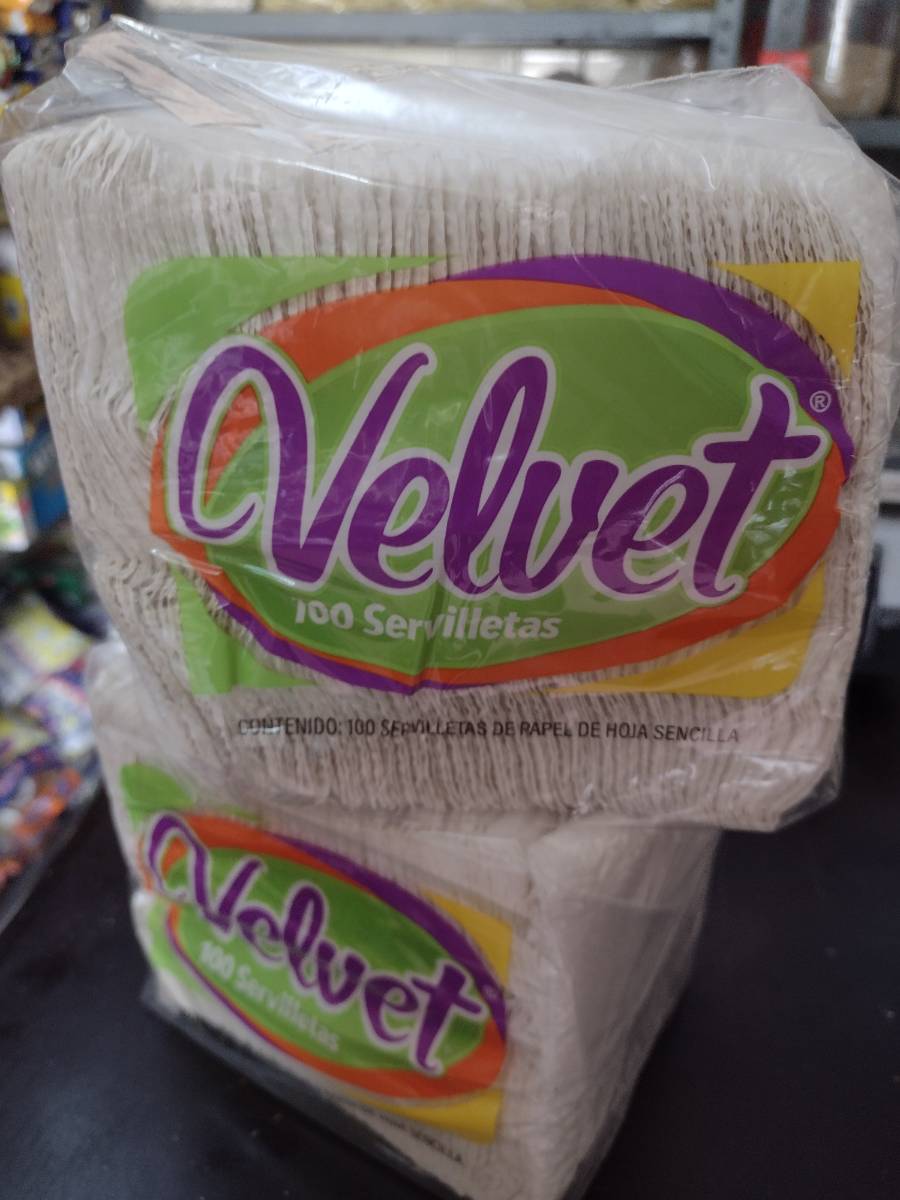 Velvet®
100 Servilletas
CONTENIDO: 100 SERVILLETAS DE PAPEL DE HOJA SENCILLA
Velvet
100 Servilletas